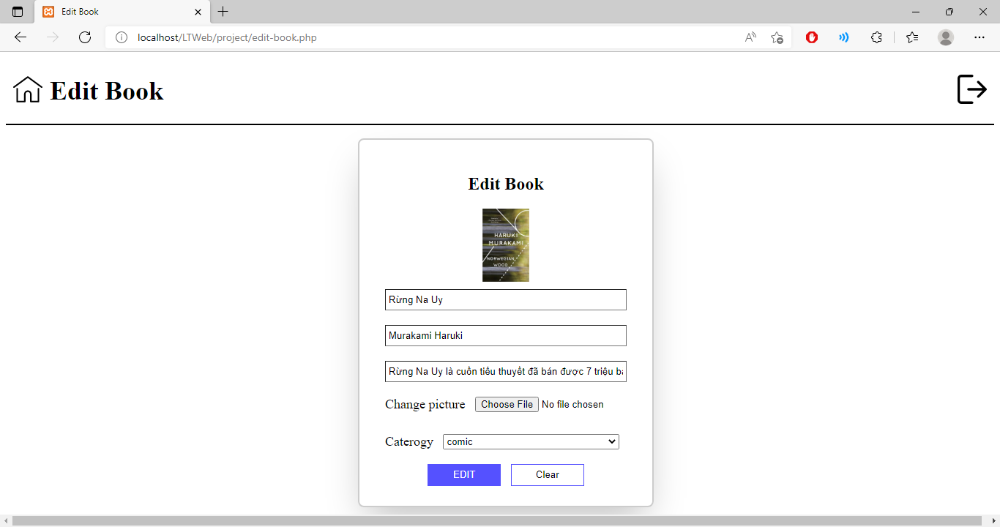 Edit Book
localhost/LTWeb/project/edit-book.php
Edit Book
Edit Book
HARUKI
MURAKAMI
NORWEGIAN
WOOD
Rừng Na Uy
Murakami Haruki
Rừng Na Uy là cuốn tiêu thuyết đã bán được 7 triệu bả
Change picture Choose File No file chosen
Caterogy comic
EDIT Clear